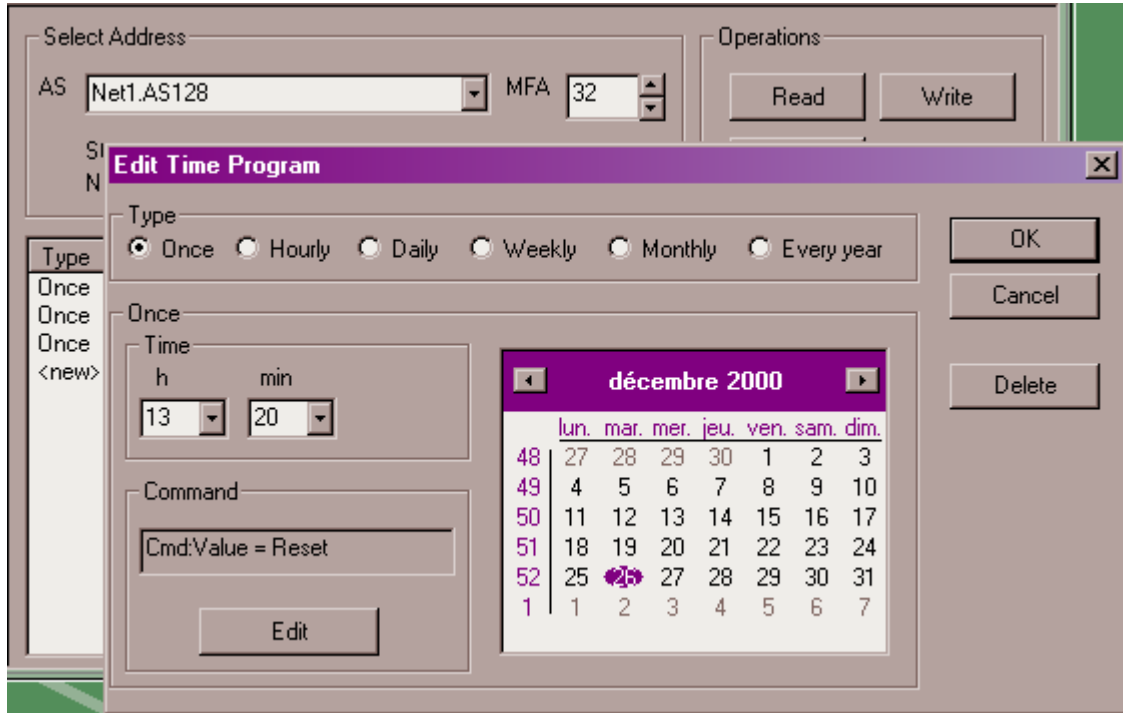 Select Address
Operations
AS Net1.AS128 MFA 32
Read Write
Edit Time Program
Type
Once Hourly Daily Weekly Monthly Every year
OK
Cancel
Delete
Type
Once
Once
Once
<new>
Once
Time
h min
13 20
Command
Cmd:Value = Reset
Edit
décembre 2000
lun. mar. mer. jeu. ven. sam. dim.
48 27 28 29 30 1 2 3
49 4 5 6 7 8 9 10
50 11 12 13 14 15 16 17
51 18 19 20 21 22 23 24
52 25 26 27 28 29 30 31
1 1 2 3 4 5 6 7